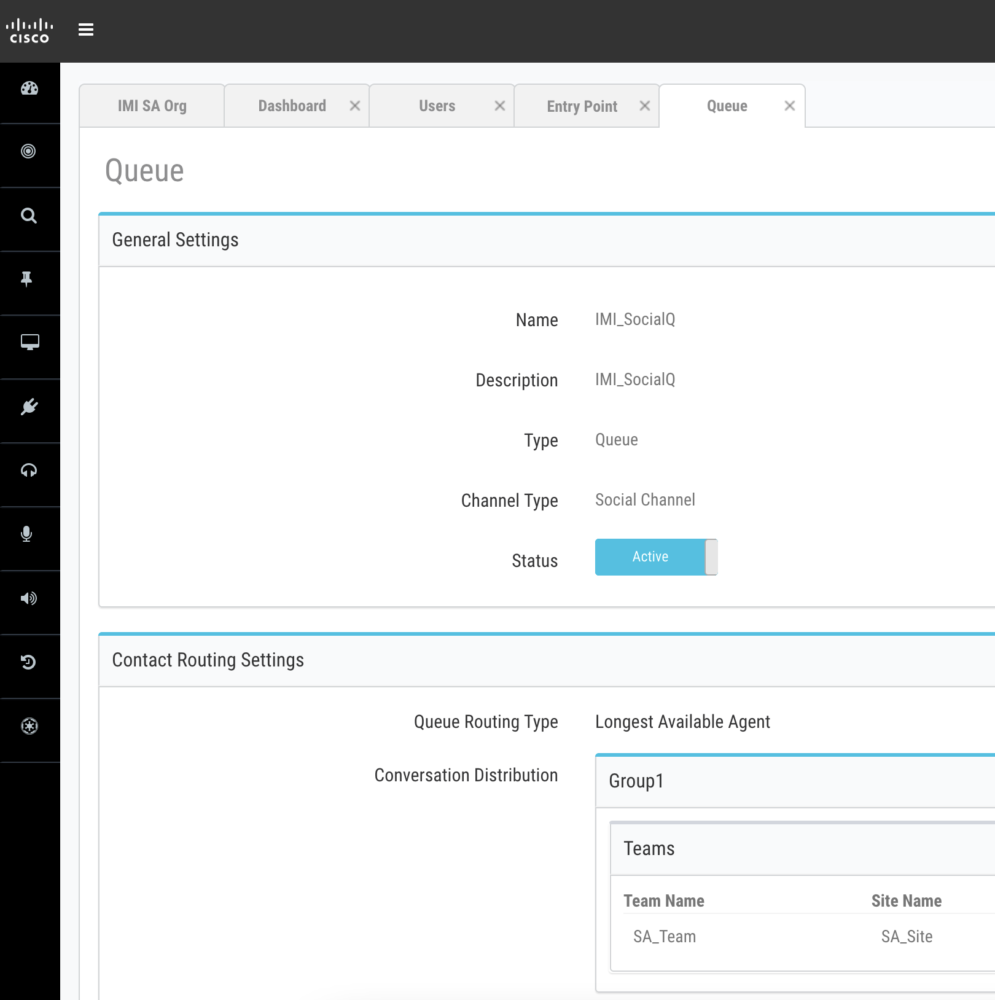 CISCO
IMI SA Org
Dashboard
Users
Entry Point
Queue
Queue
General Settings
Name IMI_SocialQ
Description IMI_SocialQ
Type Queue
Channel Type Social Channel
Status Active
Contact Routing Settings
Queue Routing Type Longest Available Agent
Conversation Distribution Group1
Teams
Team Name Site Name
SA_Team SA_Site